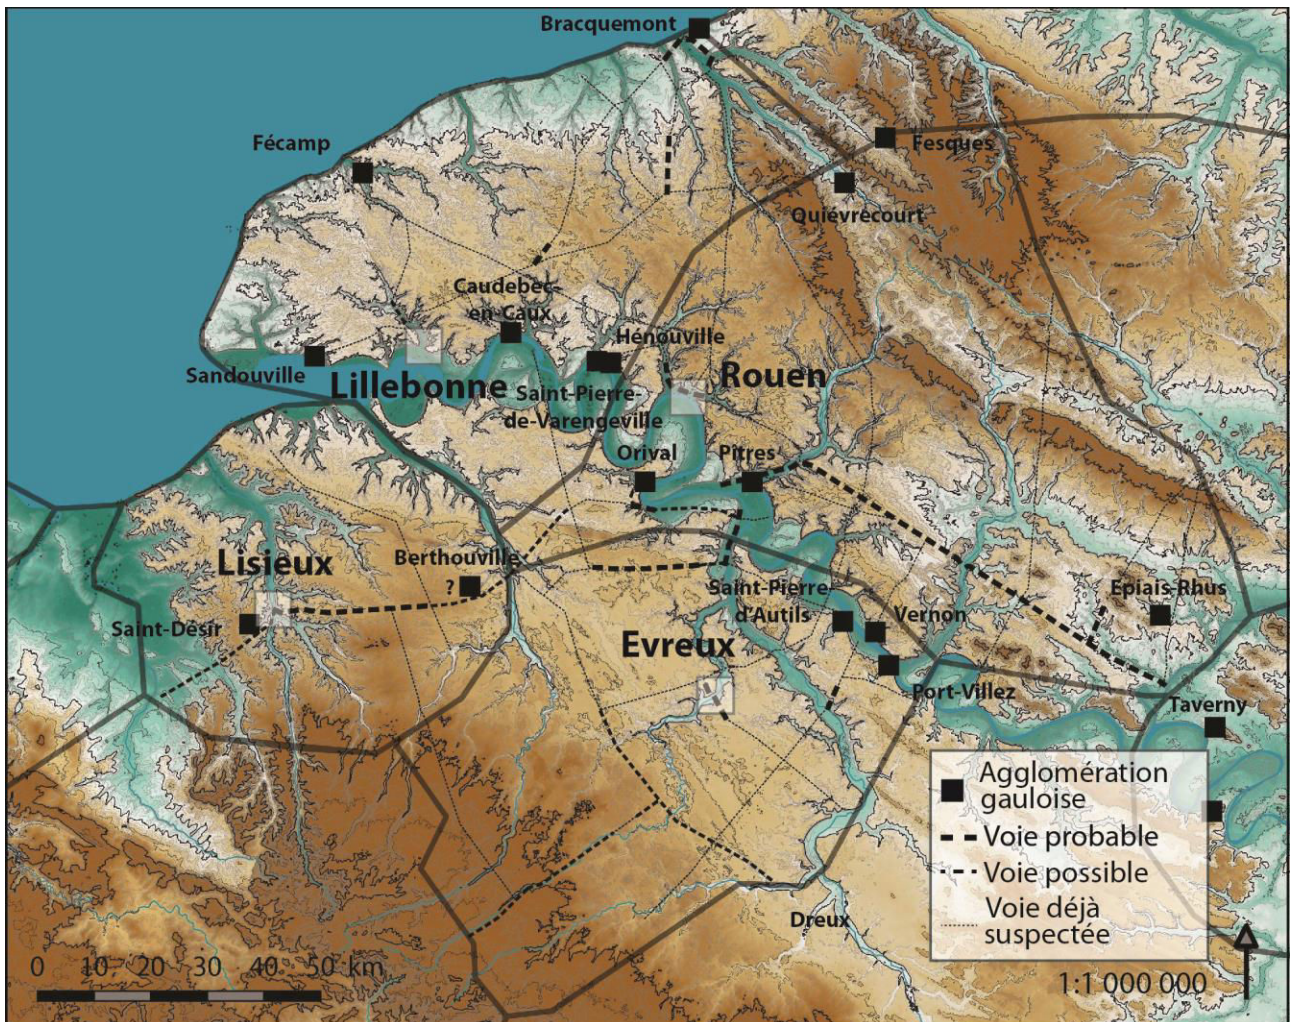 Bracquemont
Fécamp
Fesques
Quiévrecourt
Caudebec-
en-Caux
Hénouville
Sandouville
Lillebonne
Rouen
Saint-Pierre-
de-Varengeville
Orival
Pîtres
Lisieux
Berthouville
?
Saint-Pierre-
d'Autils
Epiais-Rhus
Saint-Désir
Vernon
Evreux
Port-Villez
Taverny
Agglomération
gauloise
Voie probable
Voie possible
Voie déjà
suspectée
Dreux
0 10 20 30 40 50 km
1:1 000 000